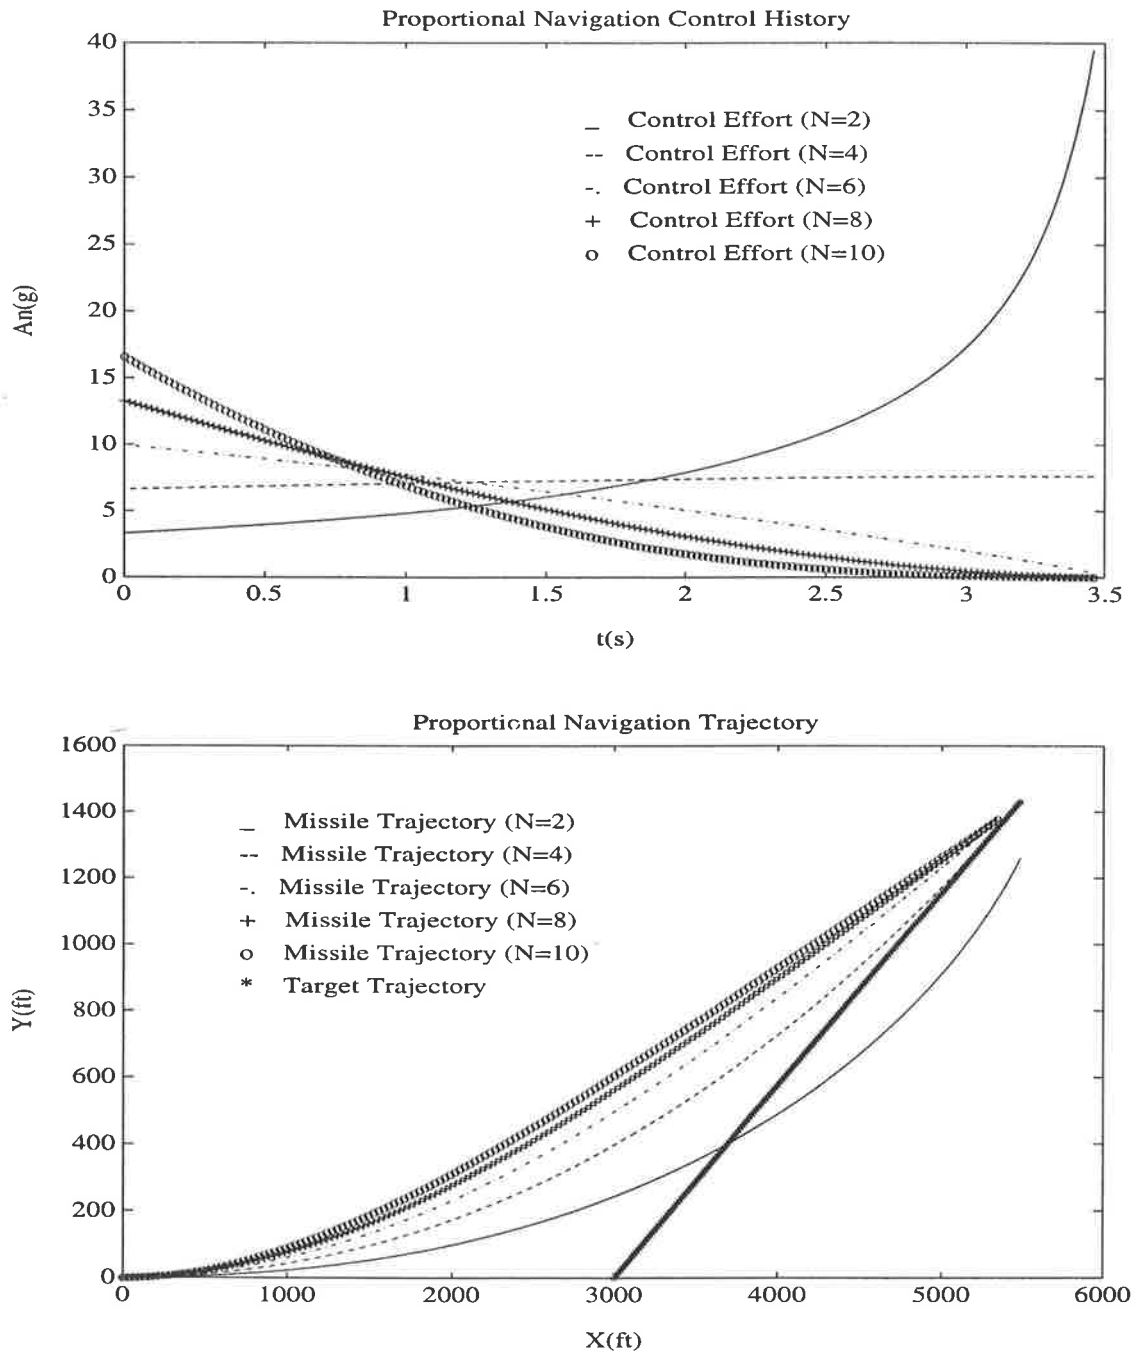 Proportional Navigation Control History
40
35
30
25
20
15
10
5
0
An(g)
_ Control Effort (N=2)
-- Control Effort (N=4)
-. Control Effort (N=6)
+ Control Effort (N=8)
o Control Effort (N=10)
0 0.5 1 1.5 2 2.5 3 3.5
t(s)
Proportional Navigation Trajectory
1600
1400
1200
1000
800
600
400
200
0
Y(ft)
_ Missile Trajectory (N=2)
-- Missile Trajectory (N=4)
-. Missile Trajectory (N=6)
+ Missile Trajectory (N=8)
o Missile Trajectory (N=10)
* Target Trajectory
0 1000 2000 3000 4000 5000 6000
X(ft)